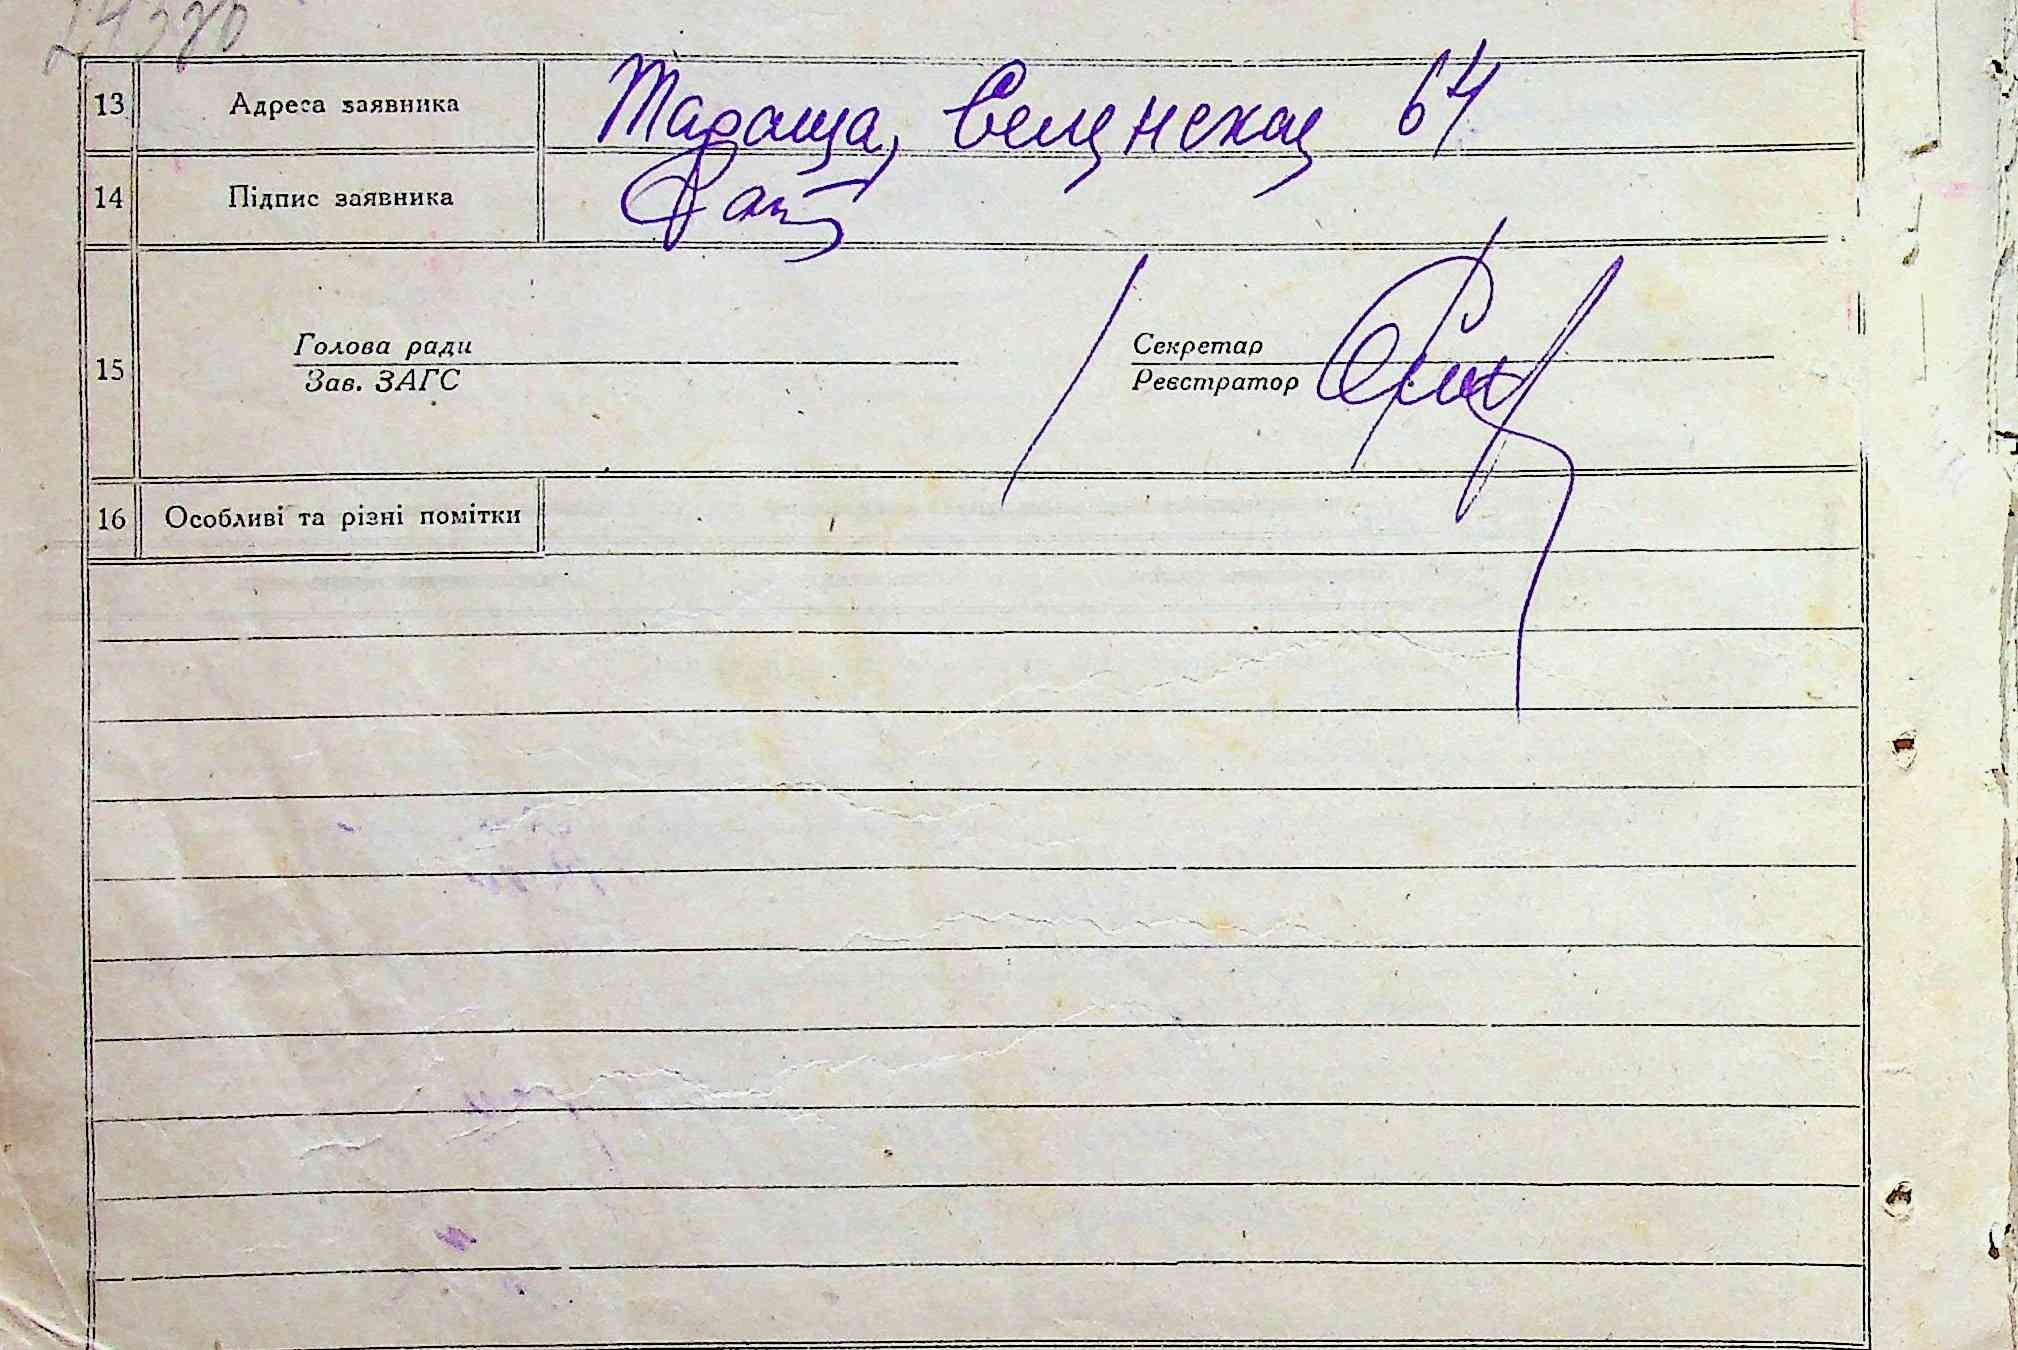 13 Адреса заявника Тараща, 64
14 Підпис заявника
15 Голова ради Секретар
Зав. ЗАГС Реєстратор
16 Особливі та різні помітки